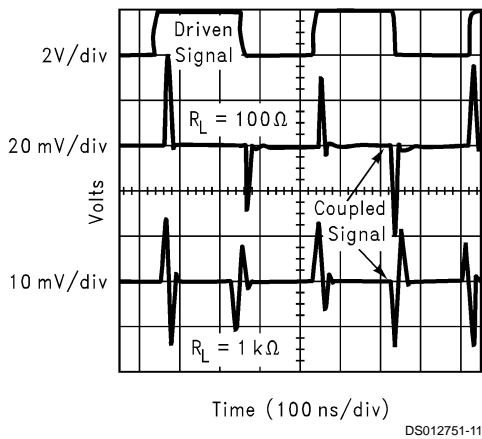 Driven
Signal
2V/div
R_L = 100Ω
20 mV/div
Volts
Coupled
Signal
10 mV/div
R_L = 1 kΩ
Time (100 ns/div)
DS012751-11